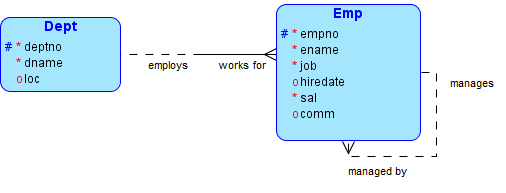 Dept
# * deptno
* dname
o loc
employs
works for
Emp
# * empno
* ename
* job
o hiredate
* sal
o comm
manages
managed by